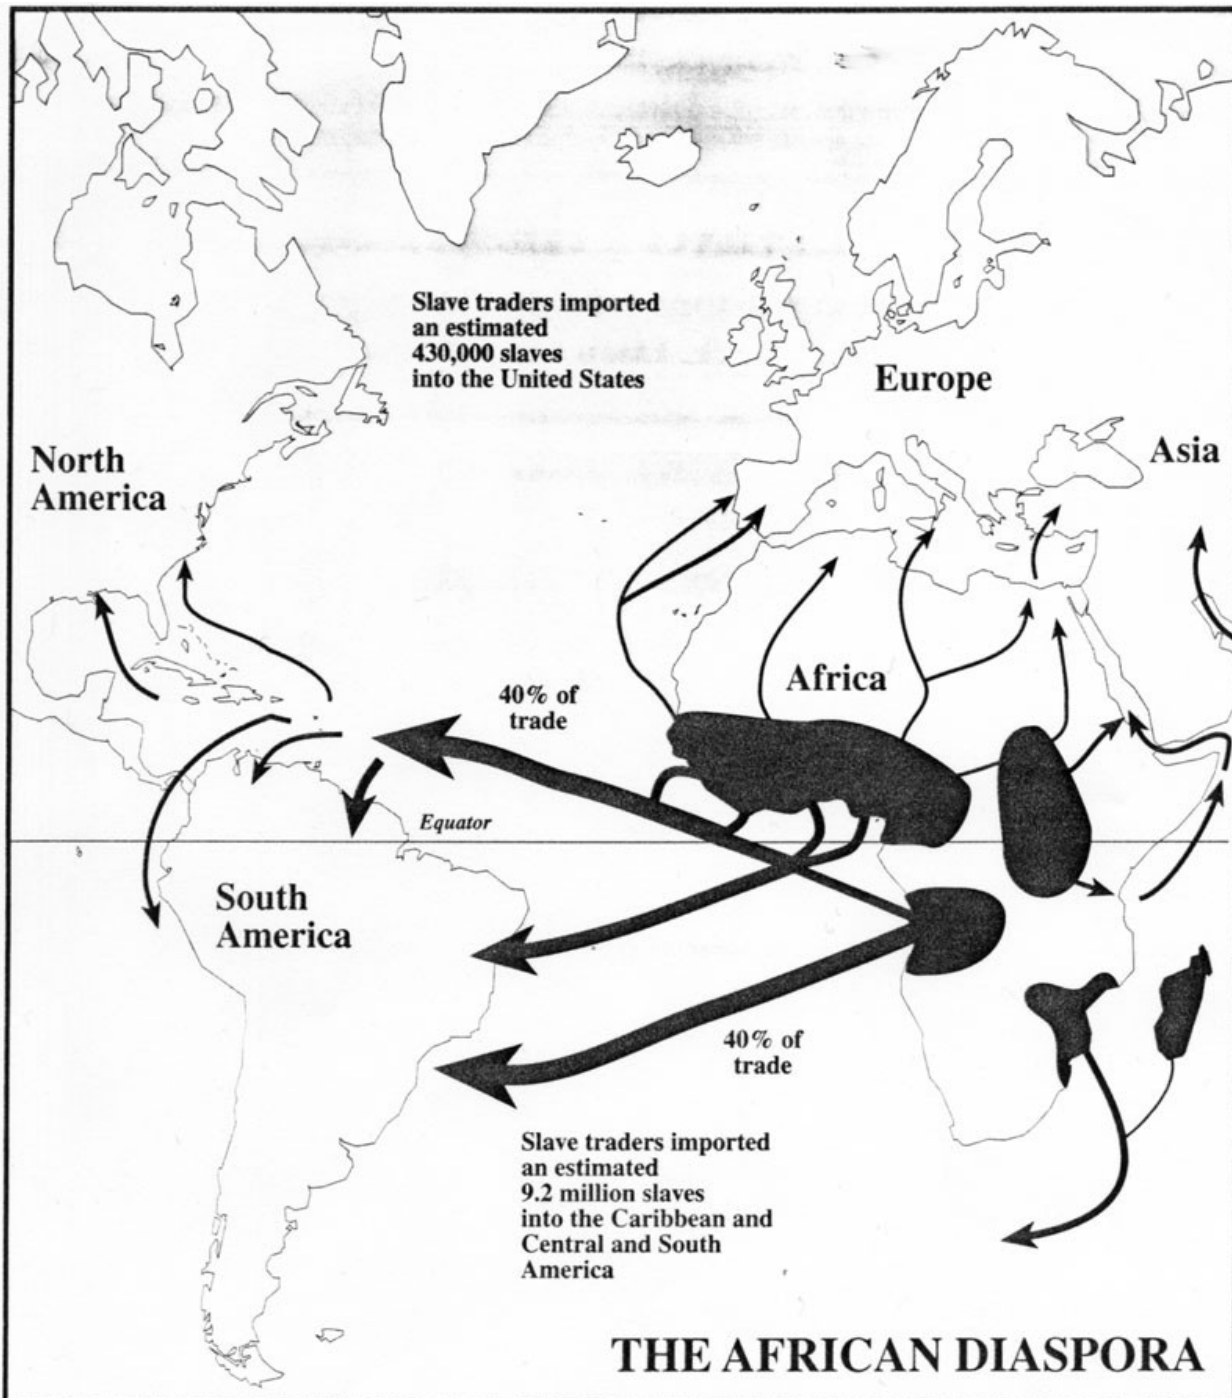 Slave traders imported
an estimated
430,000 slaves
into the United States
Europe
North
America
Asia
Africa
40% of
trade
Equator
South
America
40% of
trade
Slave traders imported
an estimated
9.2 million slaves
into the Caribbean and
Central and South
America
THE AFRICAN DIASPORA